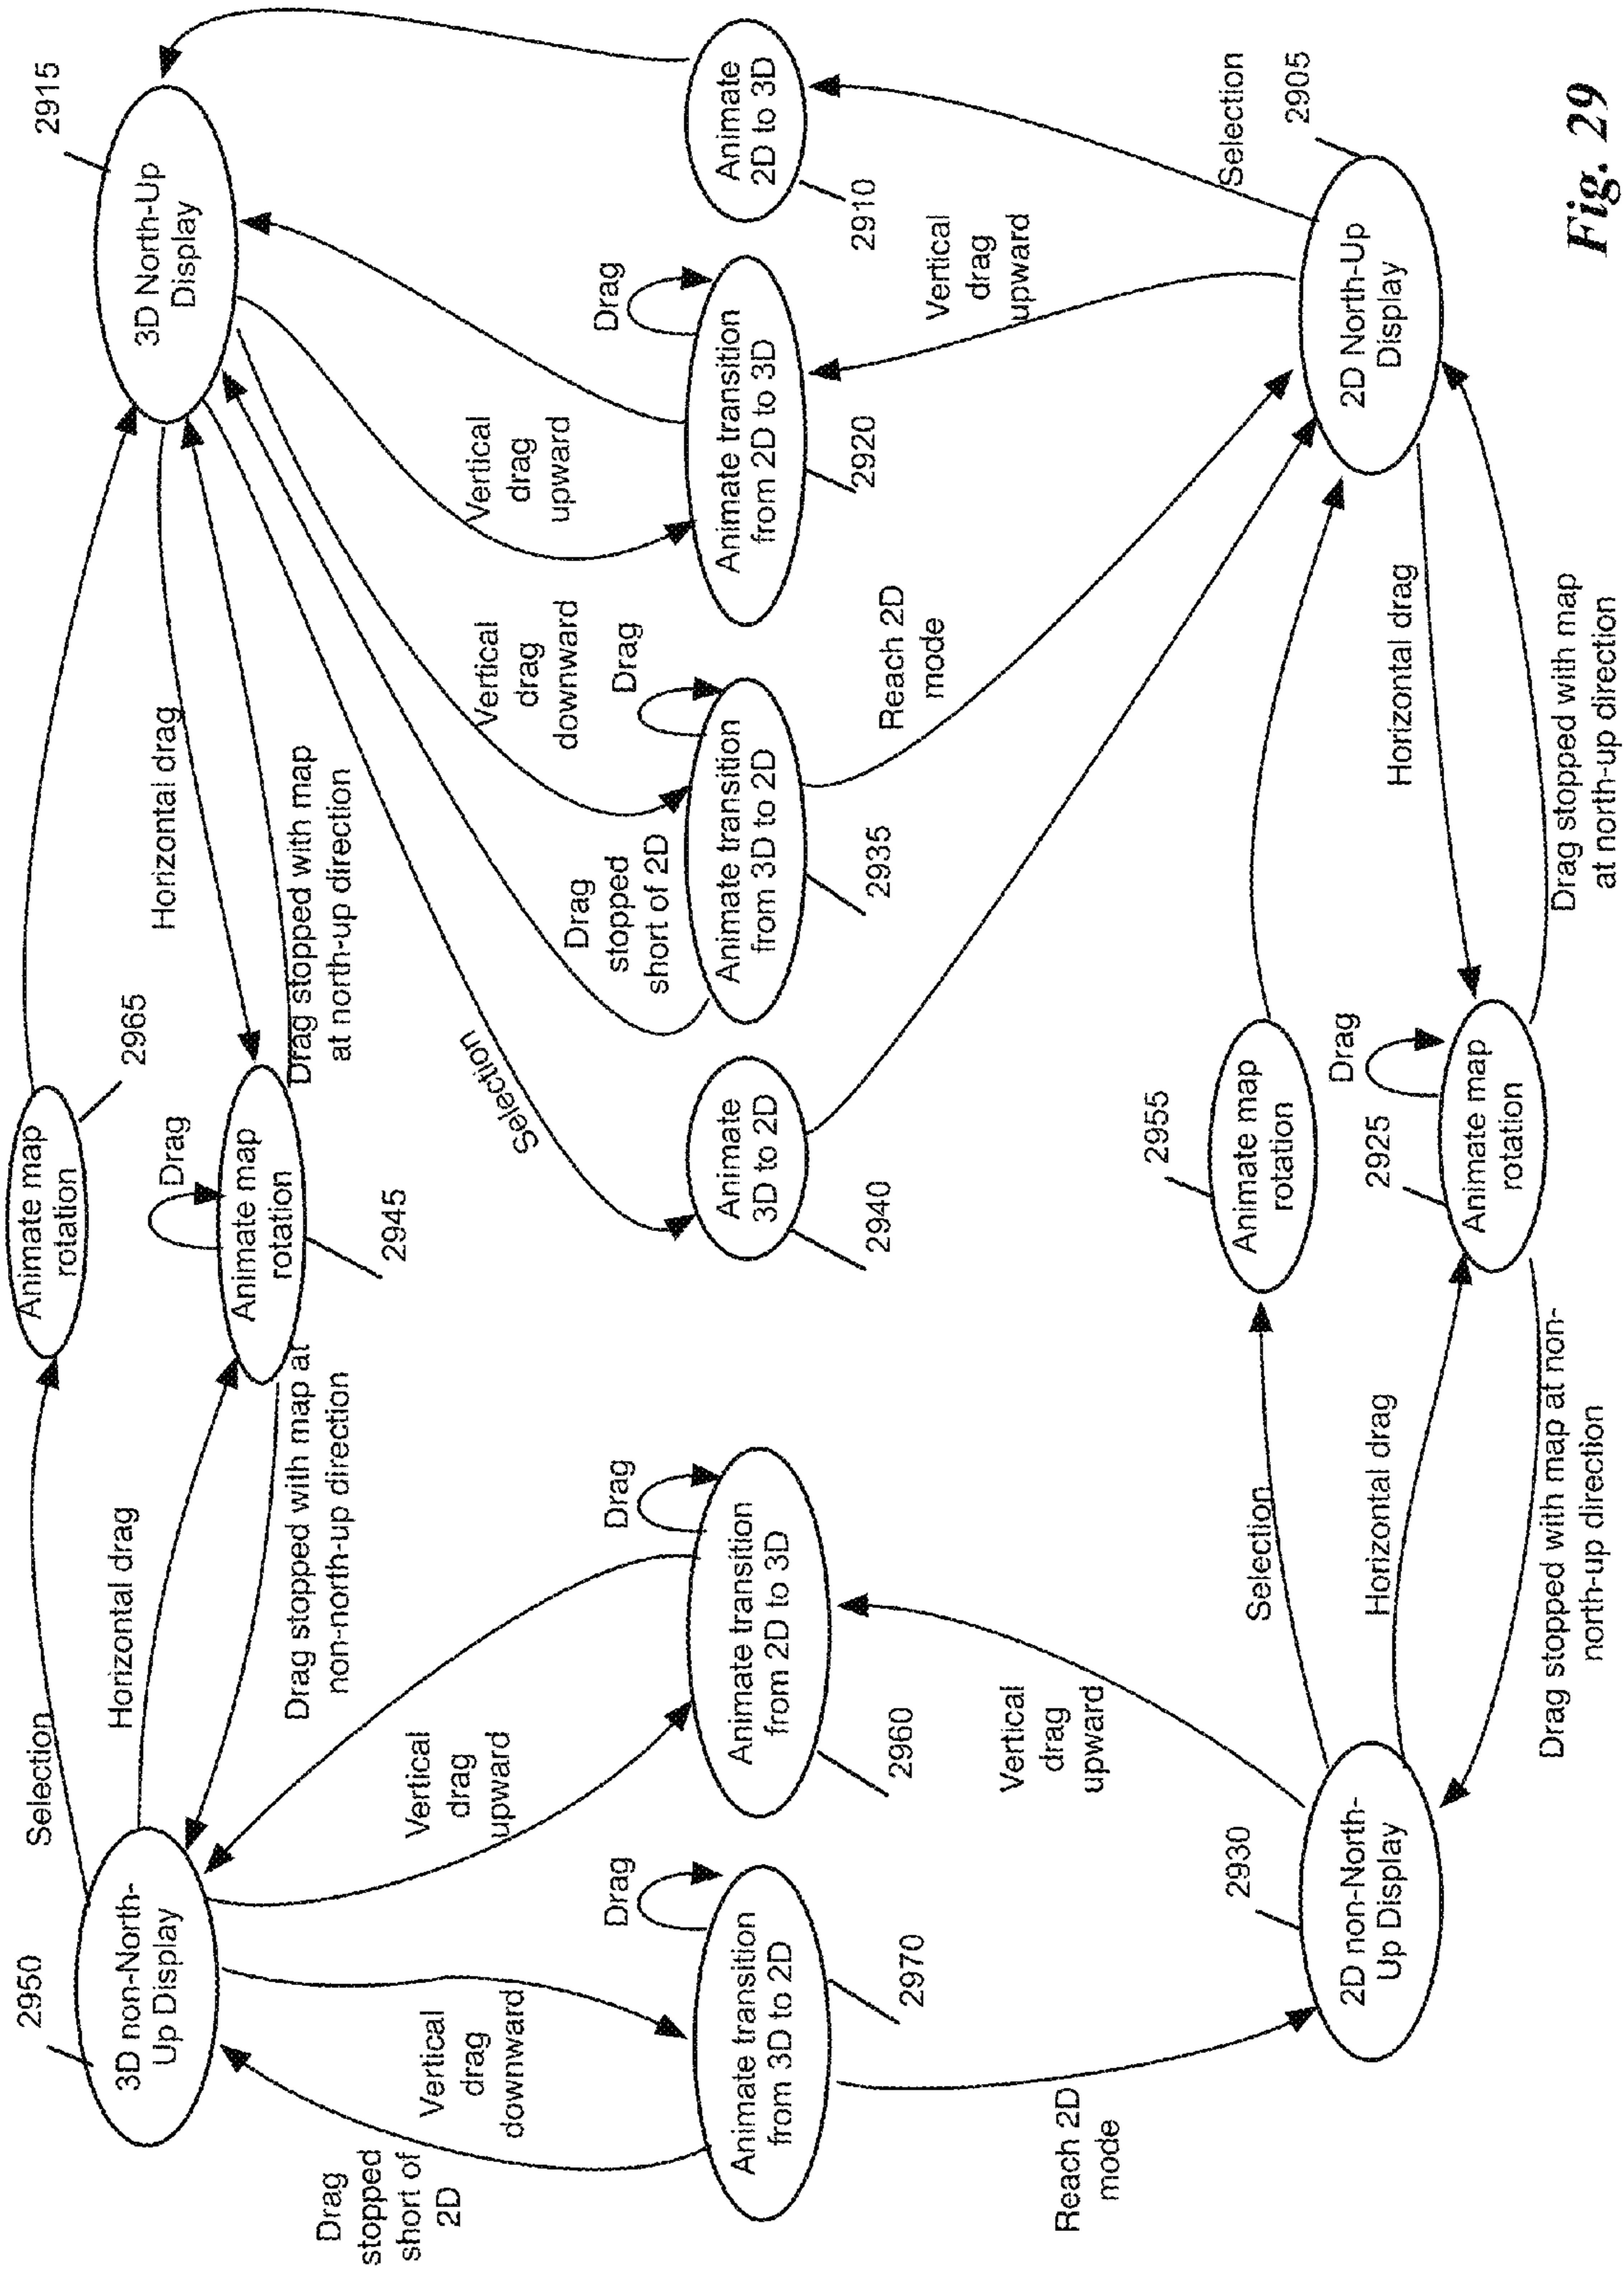 2950
3D non-North-
Up Display
Selection
Animate map
rotation
2965
2915
3D North-Up
Display
Horizontal drag
Drag
Animate map
rotation
2945
Drag stopped with map at
non-north-up direction
Horizontal drag
Drag stopped with map
at north-up direction
Drag
stopped
short of
2D
Vertical
drag
downward
Vertical
drag
upward
Selection
Drag
stopped
short of 2D
Vertical
drag
downward
Vertical
drag
upward
Drag
Animate transition
from 3D to 2D
2970
Drag
Animate transition
from 2D to 3D
2960
Animate
3D to 2D
2940
Drag
Animate transition
from 3D to 2D
2935
Drag
Animate transition
from 2D to 3D
2920
Animate
2D to 3D
2910
Reach 2D
mode
Vertical
drag
upward
Reach 2D
mode
Vertical
drag
upward
Selection
2930
2D non-North-
Up Display
Selection
2955
Animate map
rotation
2905
2D North-Up
Display
Horizontal drag
2925
Drag
Animate map
rotation
Horizontal drag
Drag stopped with map at non-
north-up direction
Drag stopped with map
at north-up direction
Fig. 29